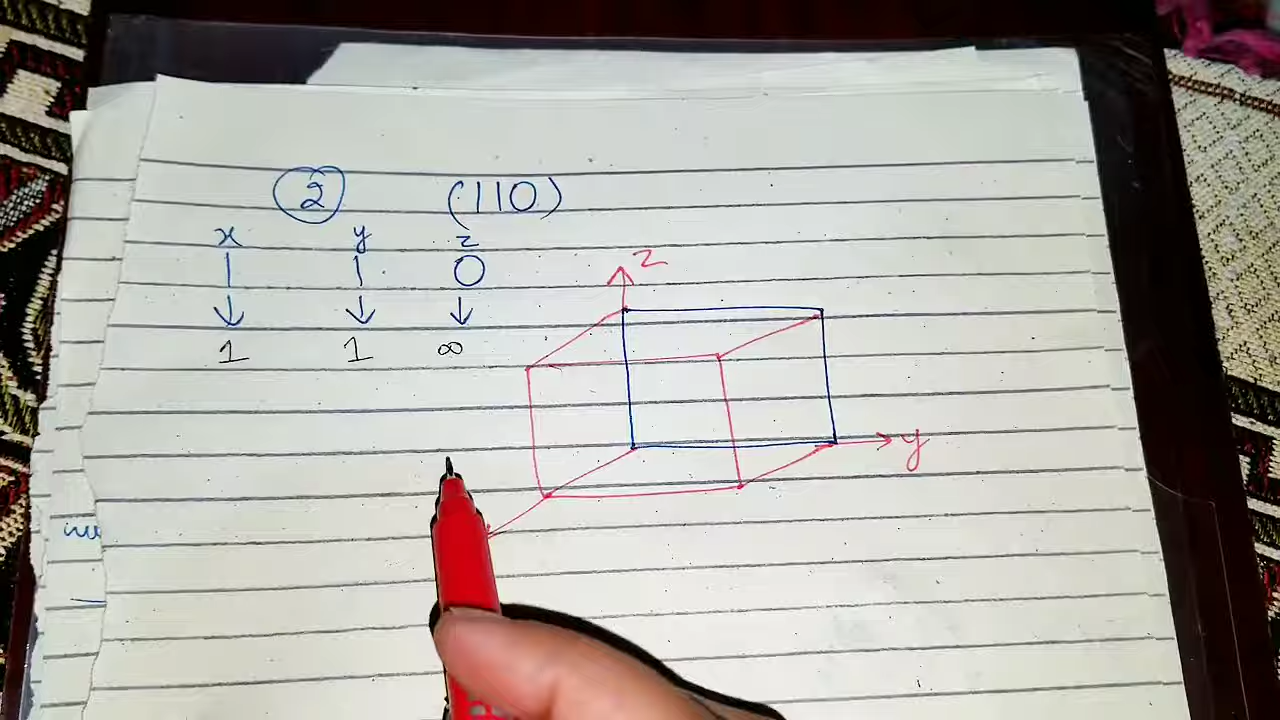 2 (110)
x y z
1 1 0
↓ ↓ ↓
1 1 ∞
z
y